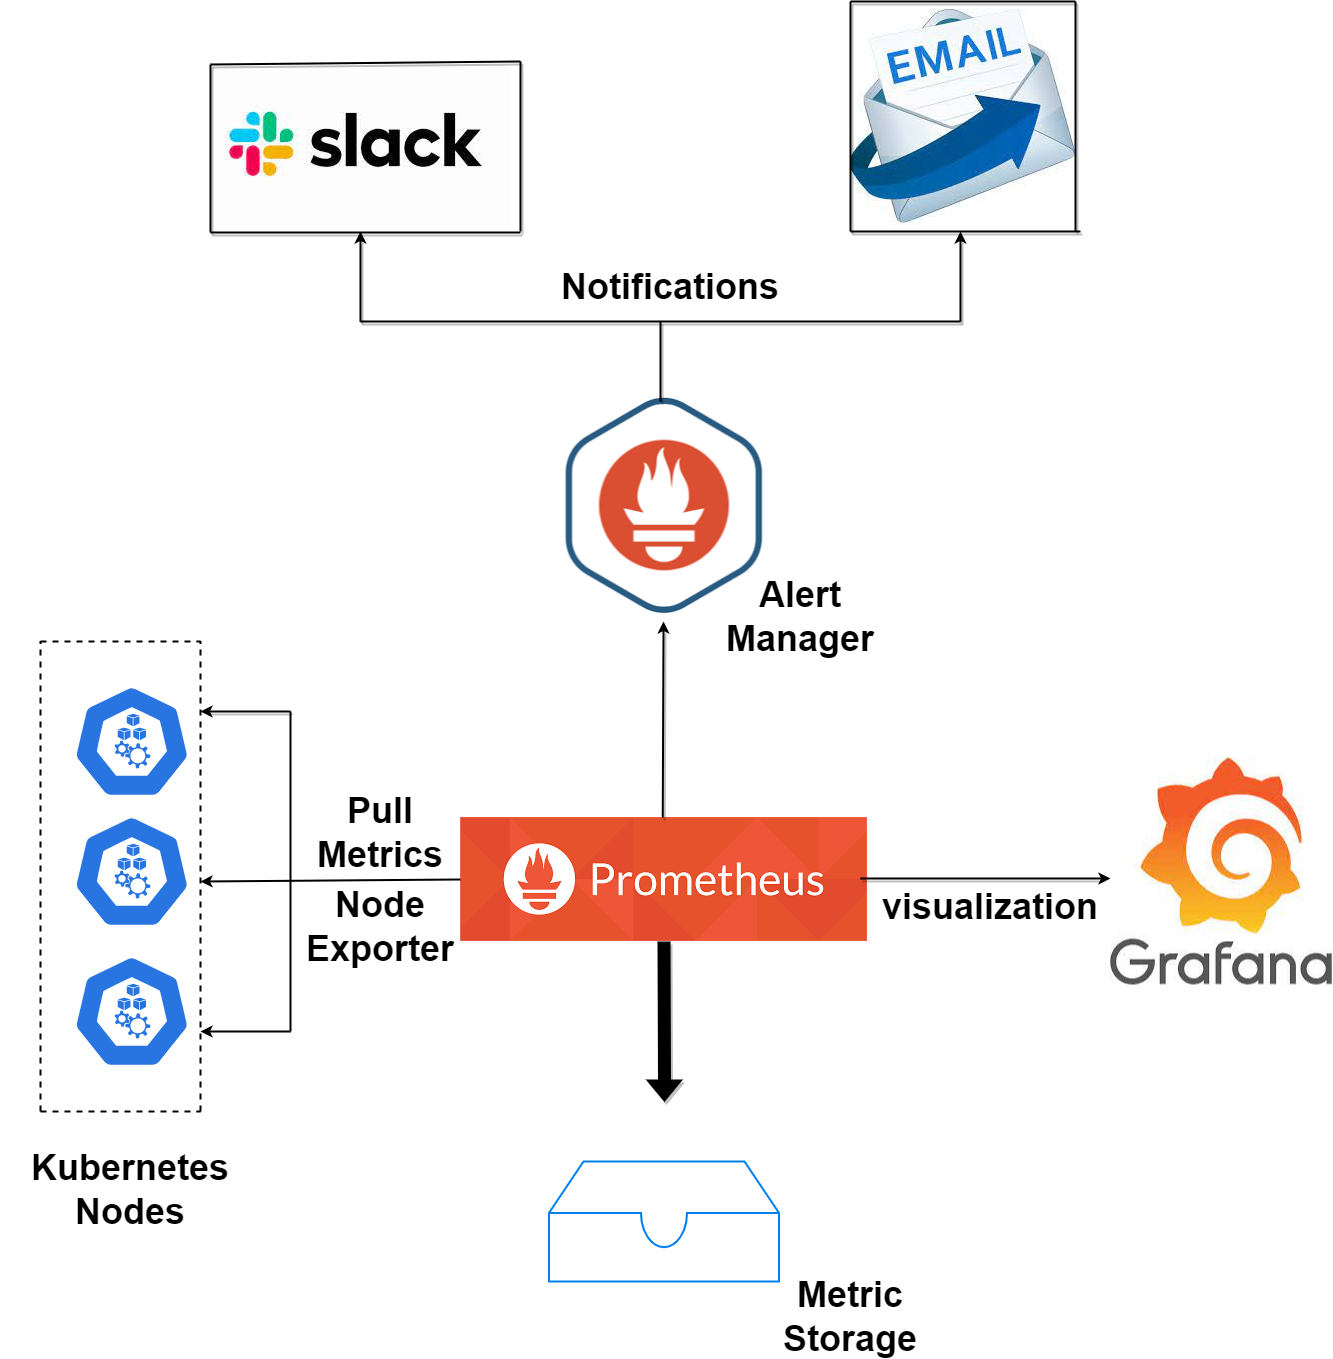 EMAIL
slack
Notifications
Alert
Manager
Pull
Metrics
Node
Exporter
Prometheus
visualization
Grafana
Kubernetes
Nodes
Metric
Storage